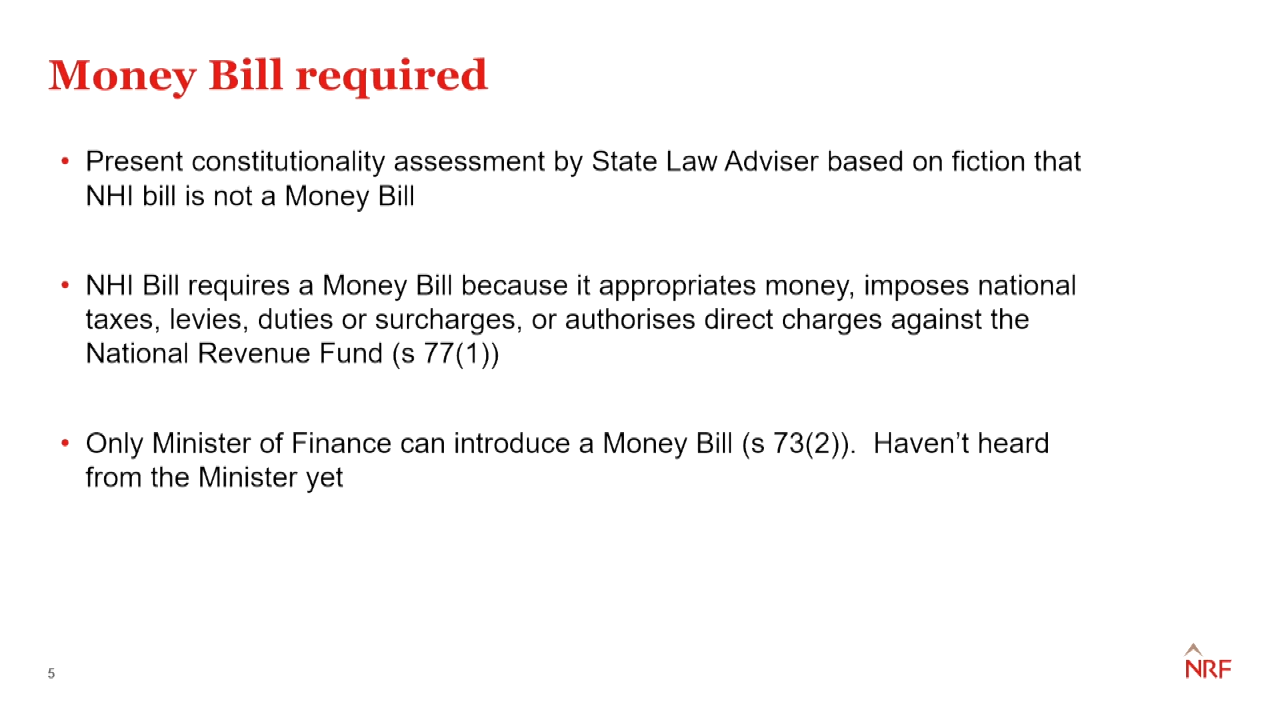 Money Bill required
• Present constitutionality assessment by State Law Adviser based on fiction that
NHI bill is not a Money Bill
• NHI Bill requires a Money Bill because it appropriates money, imposes national
taxes, levies, duties or surcharges, or authorises direct charges against the
National Revenue Fund (s 77(1))
• Only Minister of Finance can introduce a Money Bill (s 73(2)).  Haven’t heard
from the Minister yet
5
NRF